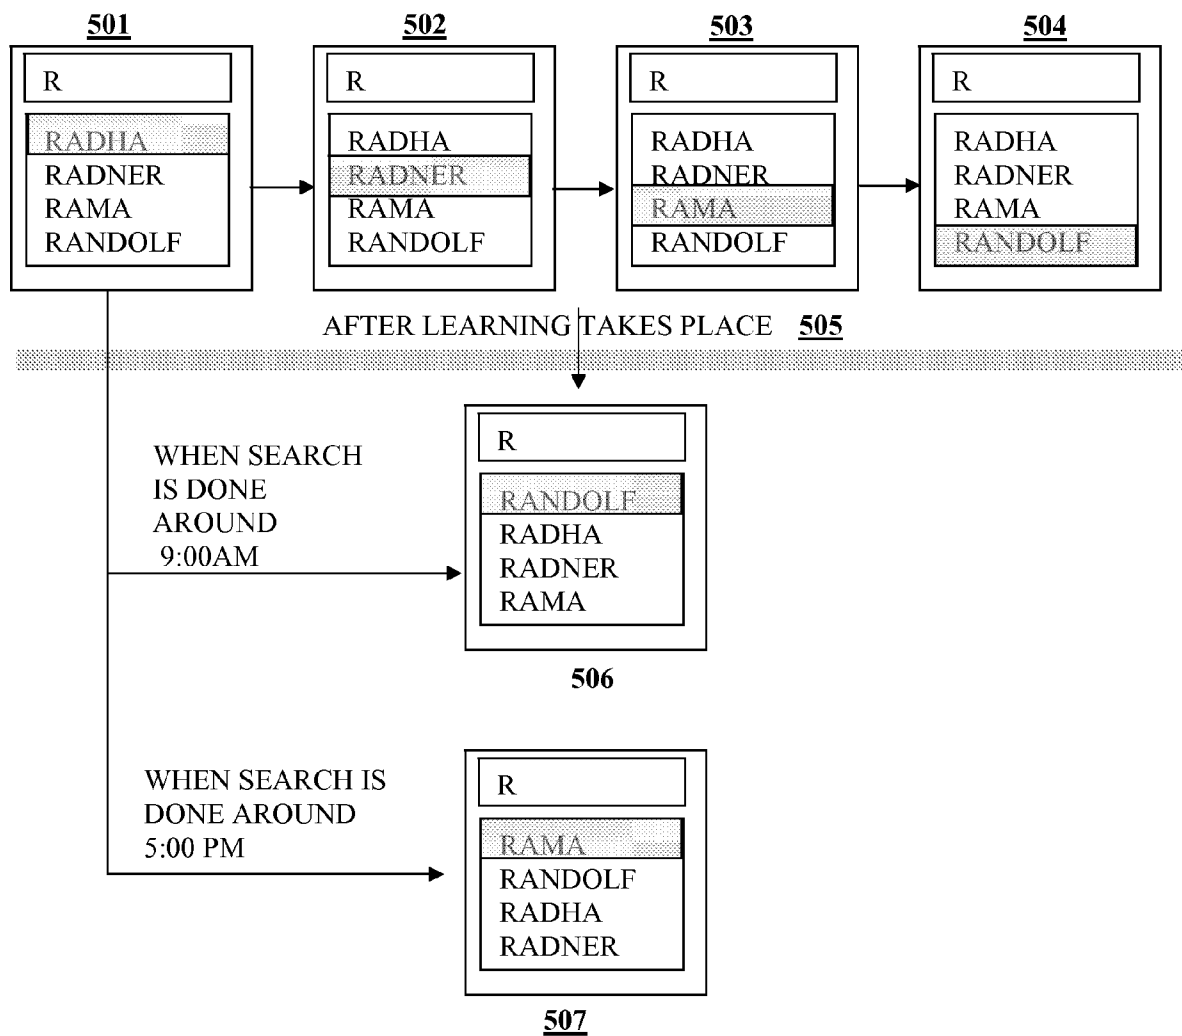 501
502
503
504
R
RADHA
RADNER
RAMA
RANDOLF
R
RADHA
RADNER
RAMA
RANDOLF
R
RADHA
RADNER
RAMA
RANDOLF
R
RADHA
RADNER
RAMA
RANDOLF
AFTER LEARNING TAKES PLACE 505
WHEN SEARCH
IS DONE
AROUND
9:00AM
R
RANDOLF
RADHA
RADNER
RAMA
506
WHEN SEARCH IS
DONE AROUND
5:00 PM
R
RAMA
RANDOLF
RADHA
RADNER
507